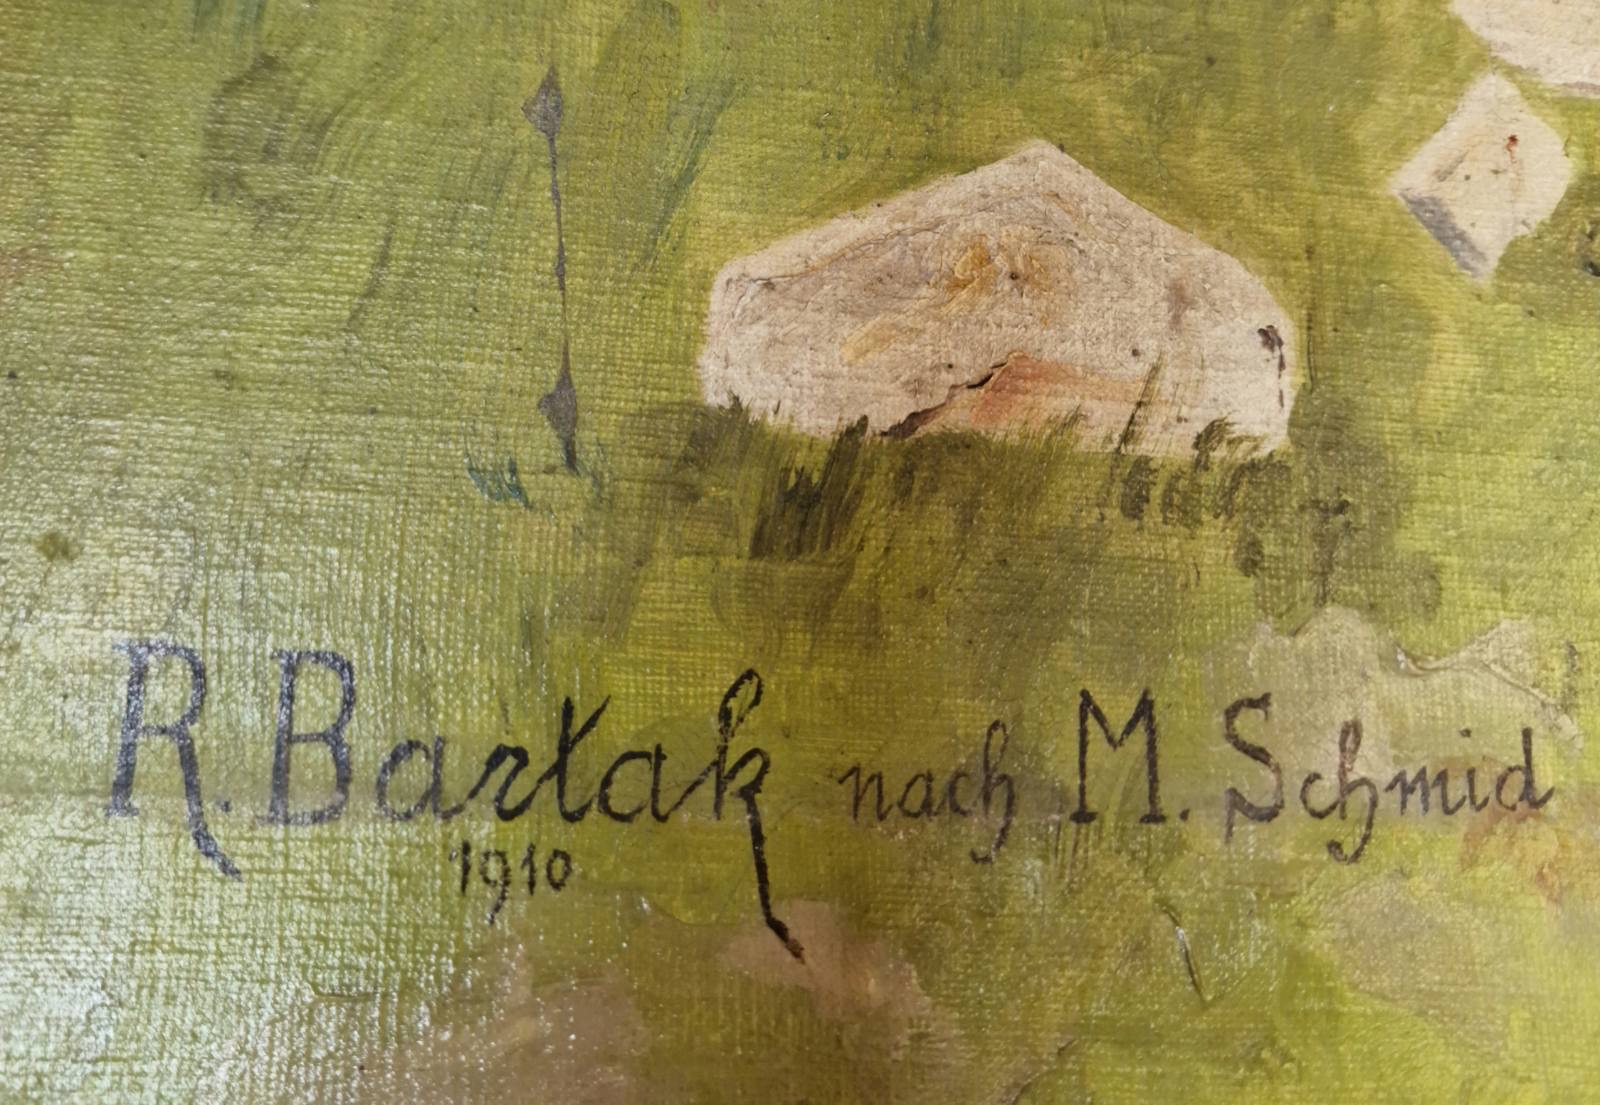 R. Bartak nach M. Schmid
1910